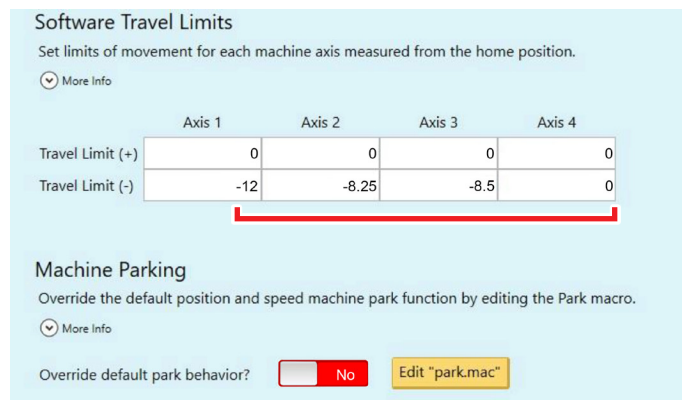 Software Travel Limits
Set limits of movement for each machine axis measured from the home position.
More Info
Axis 1 Axis 2 Axis 3 Axis 4
Travel Limit (+) 0 0 0 0
Travel Limit (-) -12 -8.25 -8.5 0
Machine Parking
Override the default position and speed machine park function by editing the Park macro.
More Info
Override default park behavior? No Edit "park.mac"